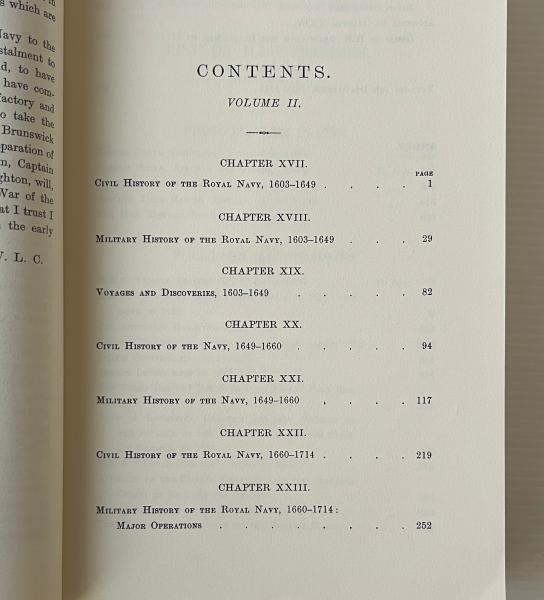 s which are
Navy to the
stalment to
d, to have
have com-
factory and
o take the
Brunswick
paration of
n, Captain
ghton, will,
War of the
at I trust I
the early
W. L. C.
CONTENTS.
VOLUME II.
CHAPTER XVII.
PAGE
Civil History of the Royal Navy, 1603–1649 . . . . 1
CHAPTER XVIII.
Military History of the Royal Navy, 1603–1649 . . . 29
CHAPTER XIX.
Voyages and Discoveries, 1603–1649 . . . . . 82
CHAPTER XX.
Civil History of the Navy, 1649–1660 . . . . . 94
CHAPTER XXI.
Military History of the Navy, 1649–1660 . . . . 117
CHAPTER XXII.
Civil History of the Royal Navy, 1660–1714 . . . . 219
CHAPTER XXIII.
Military History of the Royal Navy, 1660–1714:
Major Operations . . . . . . . . 252